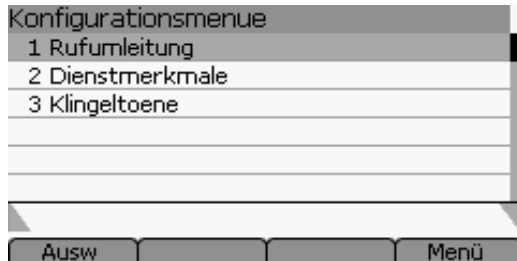 Konfigurationsmenue
1 Rufumleitung
2 Dienstmerkmale
3 Klingeltoene
Ausw Menü